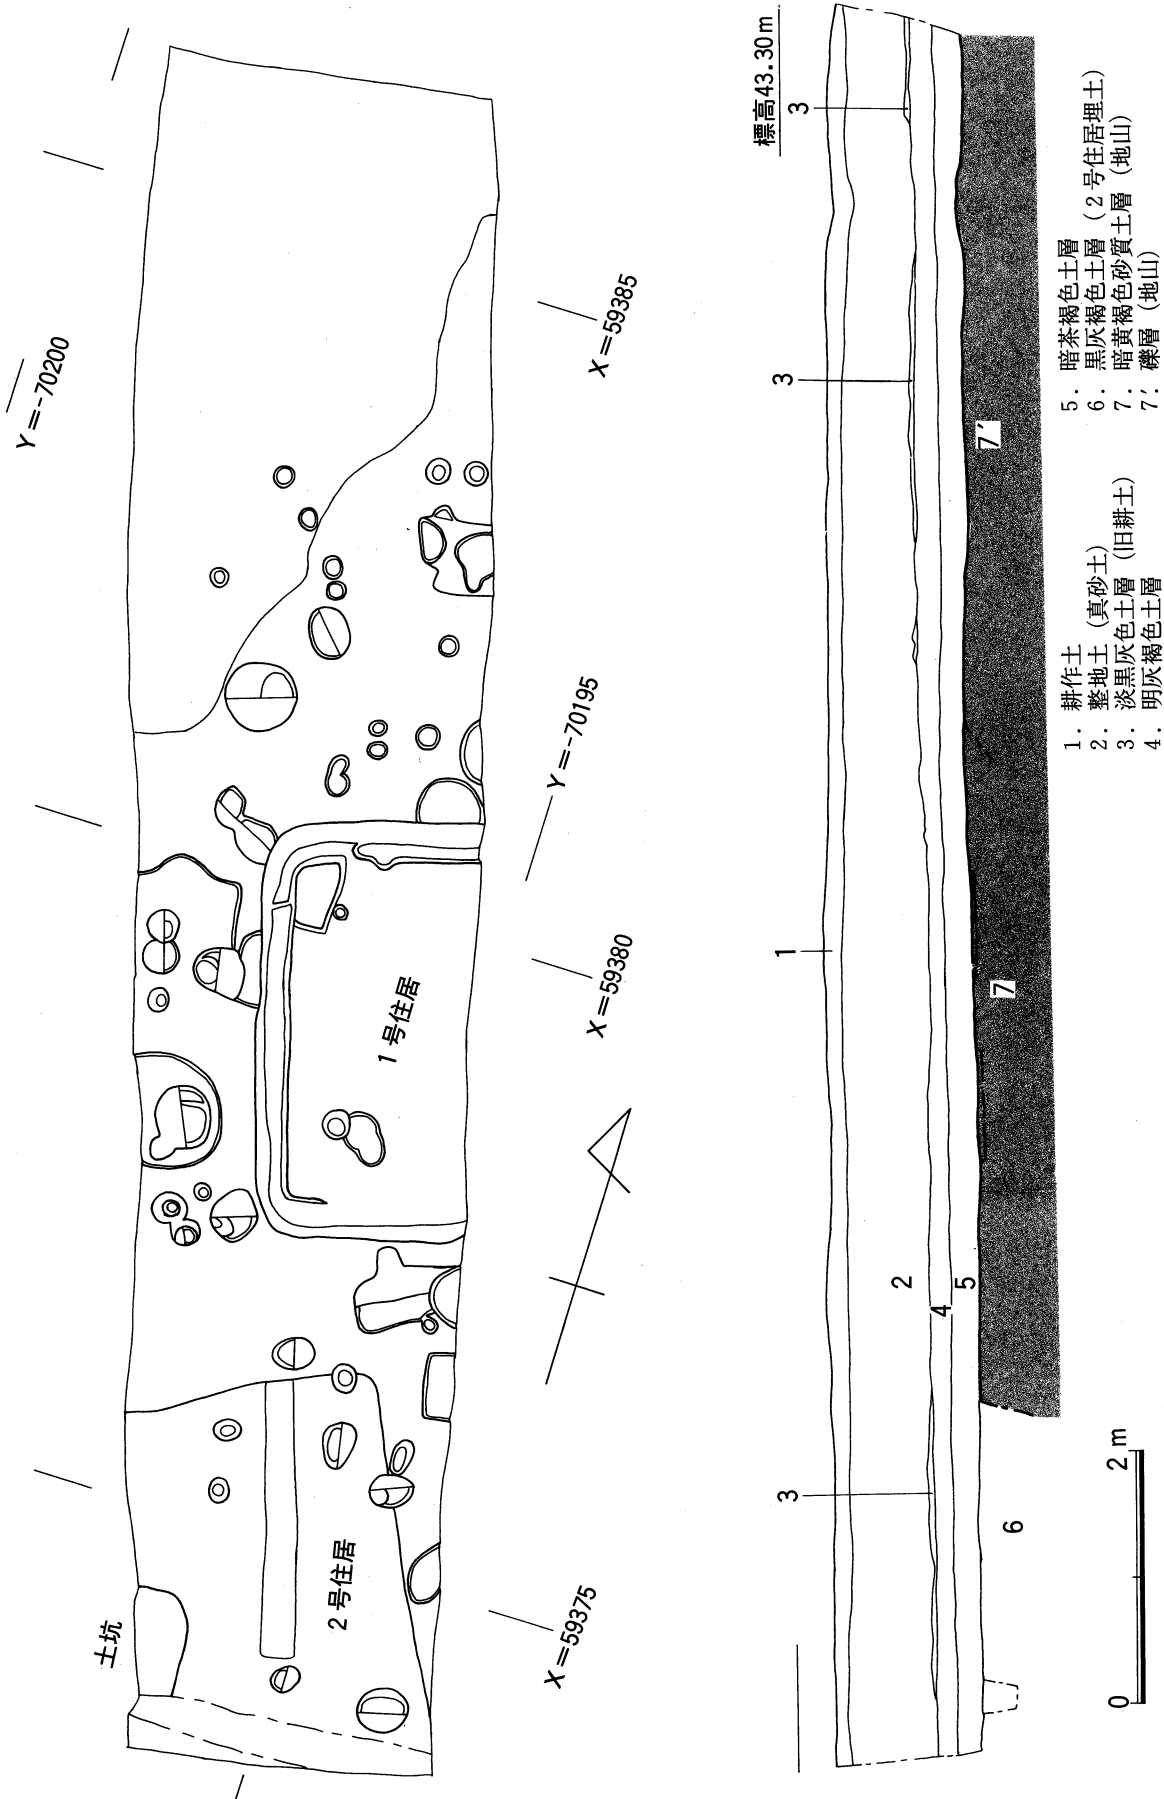 Y=-70200
X=59385
Y=-70195
X=59380
X=59375
1号住居
2号住居
土坑
標高43.30m
3
3
1
3
2
4
5
6
7
7′
1. 耕作土
2. 整地土 (真砂土)
3. 淡黒灰色土層 (旧耕土)
4. 明灰褐色土層
5. 暗茶褐色土層
6. 黒灰褐色土層 (2号住居埋土)
7. 暗黄褐色砂質土層 (地山)
7′. 礫層 (地山)
0 2m